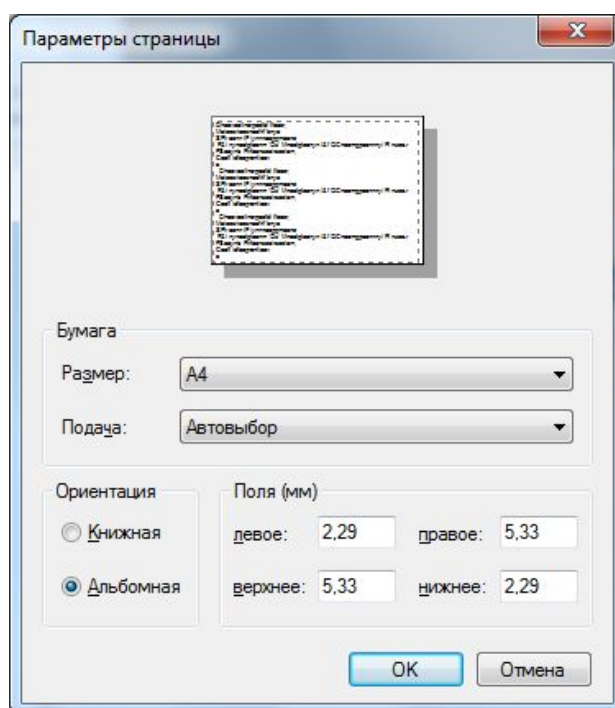 Параметры страницы
Бумага
Размер: A4
Подача: Автовыбор
Ориентация
Книжная
Альбомная
Поля (мм)
левое: 2,29 правое: 5,33
верхнее: 5,33 нижнее: 2,29
OK Отмена